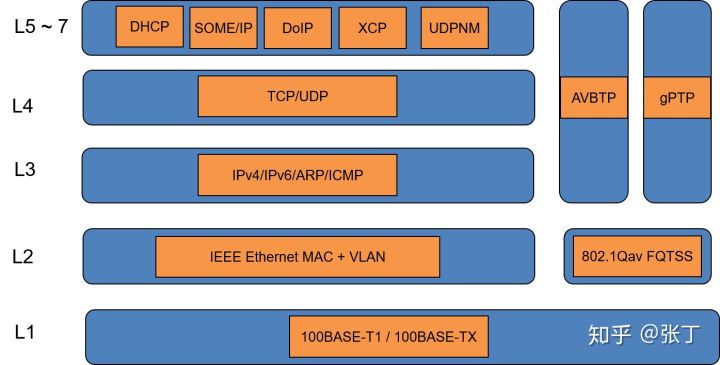 L5 ~ 7
DHCP
SOME/IP
DoIP
XCP
UDPNM
L4
TCP/UDP
AVBTP
gPTP
L3
IPv4/IPv6/ARP/ICMP
L2
IEEE Ethernet MAC + VLAN
802.1Qav FQTSS
L1
100BASE-T1 / 100BASE-TX
知乎 @张丁